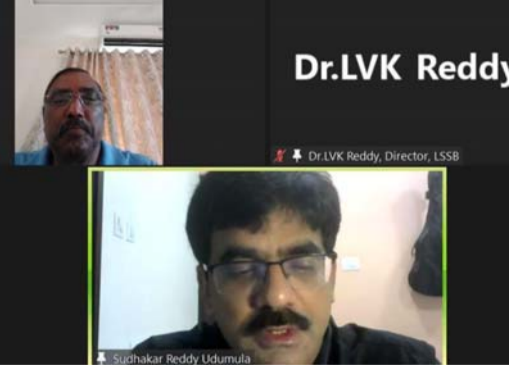 Dr.LVK Reddy
Dr.LVK Reddy, Director, LSSB
Sudhakar Reddy Udumula